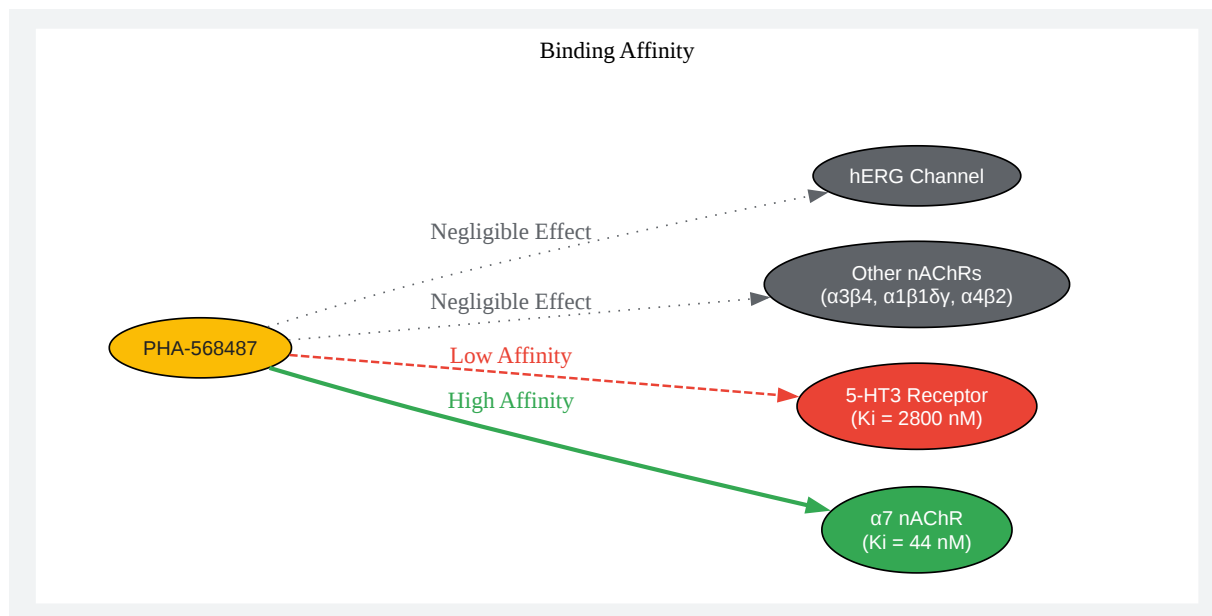 Binding Affinity
hERG Channel
Negligible Effect
Other nAChRs
(α3β4, α1β1δγ, α4β2)
Negligible Effect
PHA-568487
Low Affinity
5-HT3 Receptor
(Ki = 2800 nM)
High Affinity
α7 nAChR
(Ki = 44 nM)